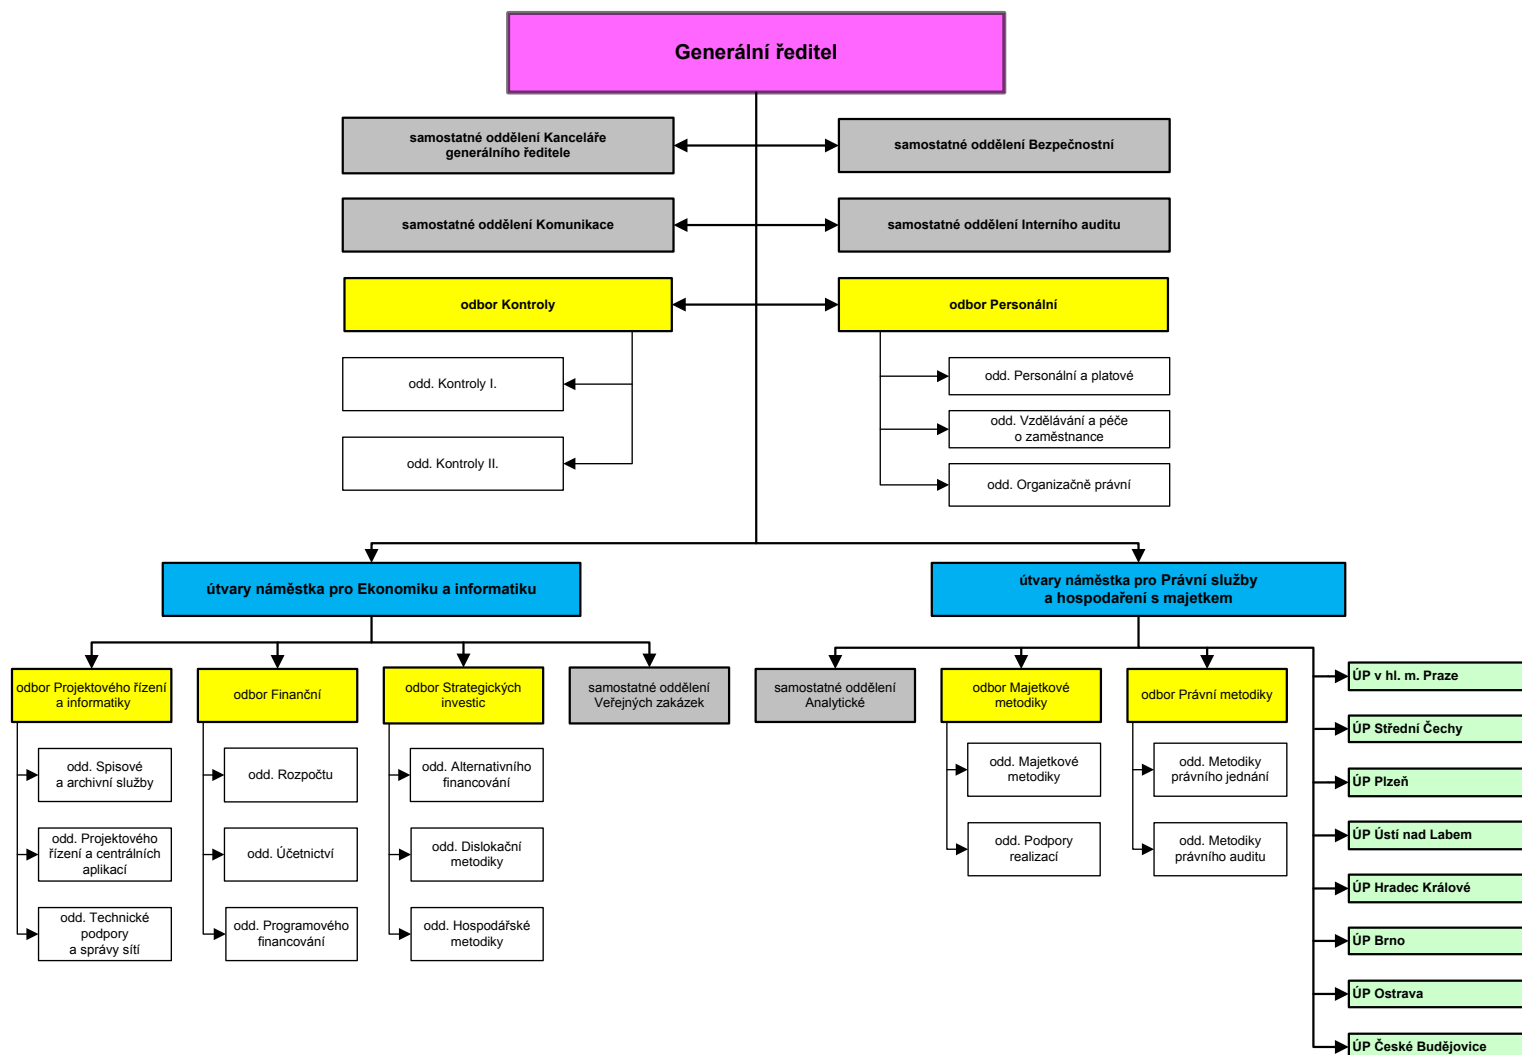 Generální ředitel
samostatné oddělení Kanceláře
generálního ředitele
samostatné oddělení Bezpečnostní
samostatné oddělení Komunikace
samostatné oddělení Interního auditu
odbor Kontroly
odbor Personální
odd. Kontroly I.
odd. Kontroly II.
odd. Personální a platové
odd. Vzdělávání a péče
o zaměstnance
odd. Organizačně právní
útvary náměstka pro Ekonomiku a informatiku
útvary náměstka pro Právní služby
a hospodaření s majetkem
odbor Projektového řízení
a informatiky
odbor Finanční
odbor Strategických
investic
samostatné oddělení
Veřejných zakázek
samostatné oddělení
Analytické
odbor Majetkové
metodiky
odbor Právní metodiky
odd. Spisové
a archivní služby
odd. Projektového
řízení a centrálních
aplikací
odd. Technické
podpory
a správy sítí
odd. Rozpočtu
odd. Účetnictví
odd. Programového
financování
odd. Alternativního
financování
odd. Dislokační
metodiky
odd. Hospodářské
metodiky
odd. Majetkové
metodiky
odd. Podpory
realizací
odd. Metodiky
právního jednání
odd. Metodiky
právního auditu
ÚP v hl. m. Praze
ÚP Střední Čechy
ÚP Plzeň
ÚP Ústí nad Labem
ÚP Hradec Králové
ÚP Brno
ÚP Ostrava
ÚP České Budějovice